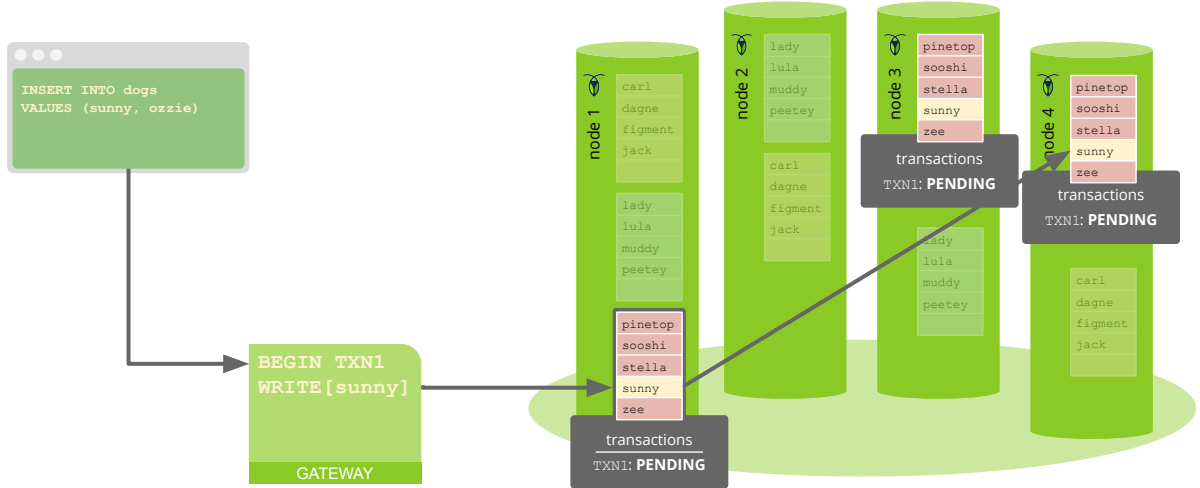 INSERT INTO dogs
VALUES (sunny, ozzie)
BEGIN TXN1
WRITE[sunny]
GATEWAY
node 1
carl
dagne
figment
jack
lady
lula
muddy
peetey
pinetop
sooshi
stella
sunny
zee
transactions
TXN1: PENDING
node 2
lady
lula
muddy
peetey
carl
dagne
figment
jack
node 3
pinetop
sooshi
stella
sunny
zee
transactions
TXN1: PENDING
lady
lula
muddy
peetey
node 4
pinetop
sooshi
stella
sunny
zee
transactions
TXN1: PENDING
carl
dagne
figment
jack